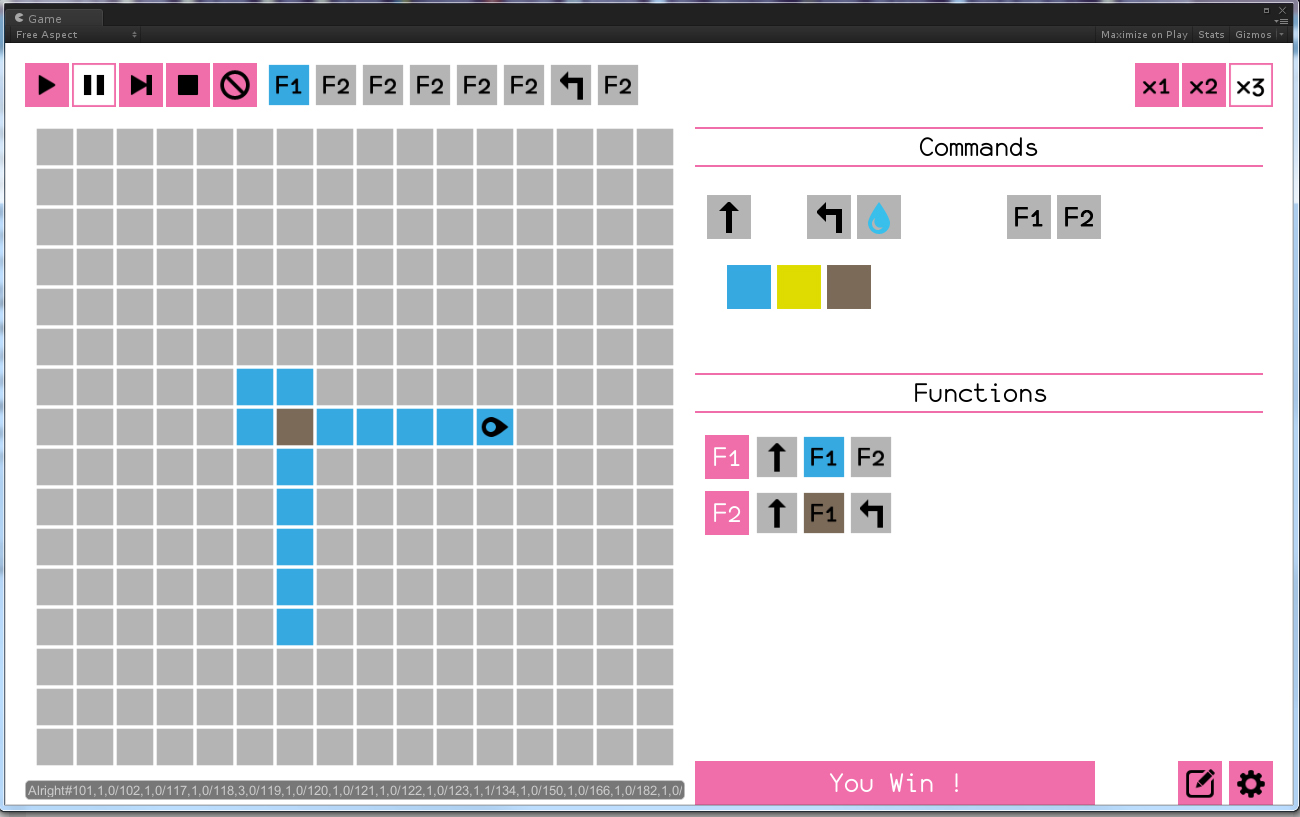 Game
Free Aspect Maximize on Play Stats Gizmos
F1 F2 F2 F2 F2 F2 F2 x1 x2 x3
Commands
F1 F2
Functions
F1 F1 F2
F2 F1
Alright#101,1,0/102,1,0/117,1,0/118,3,0/119,1,0/120,1,0/121,1,0/122,1,0/123,1,1/134,1,0/150,1,0/166,1,0/182,1,0/
You Win !